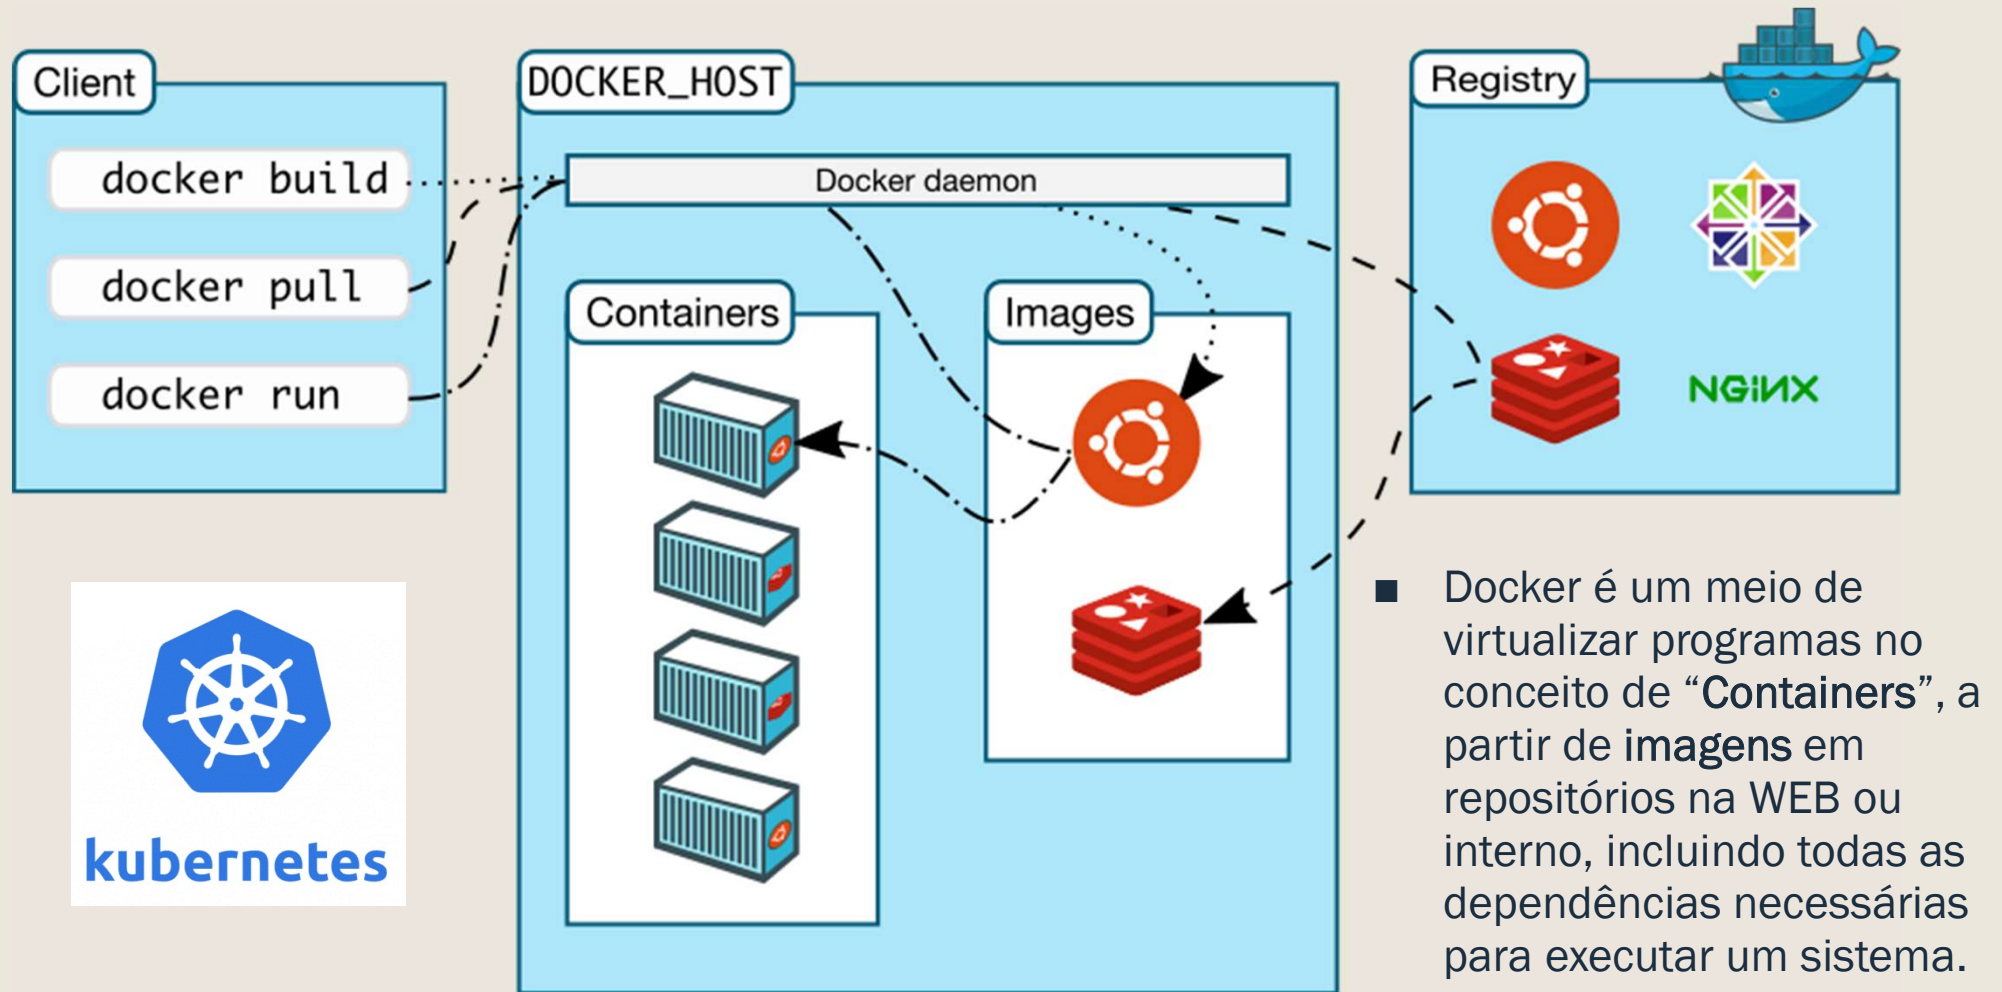 Client
docker build
docker pull
docker run
DOCKER_HOST
Docker daemon
Containers
Images
Registry
NGiNX
kubernetes
■ Docker é um meio de
virtualizar programas no
conceito de “Containers”, a
partir de imagens em
repositórios na WEB ou
interno, incluindo todas as
dependências necessárias
para executar um sistema.